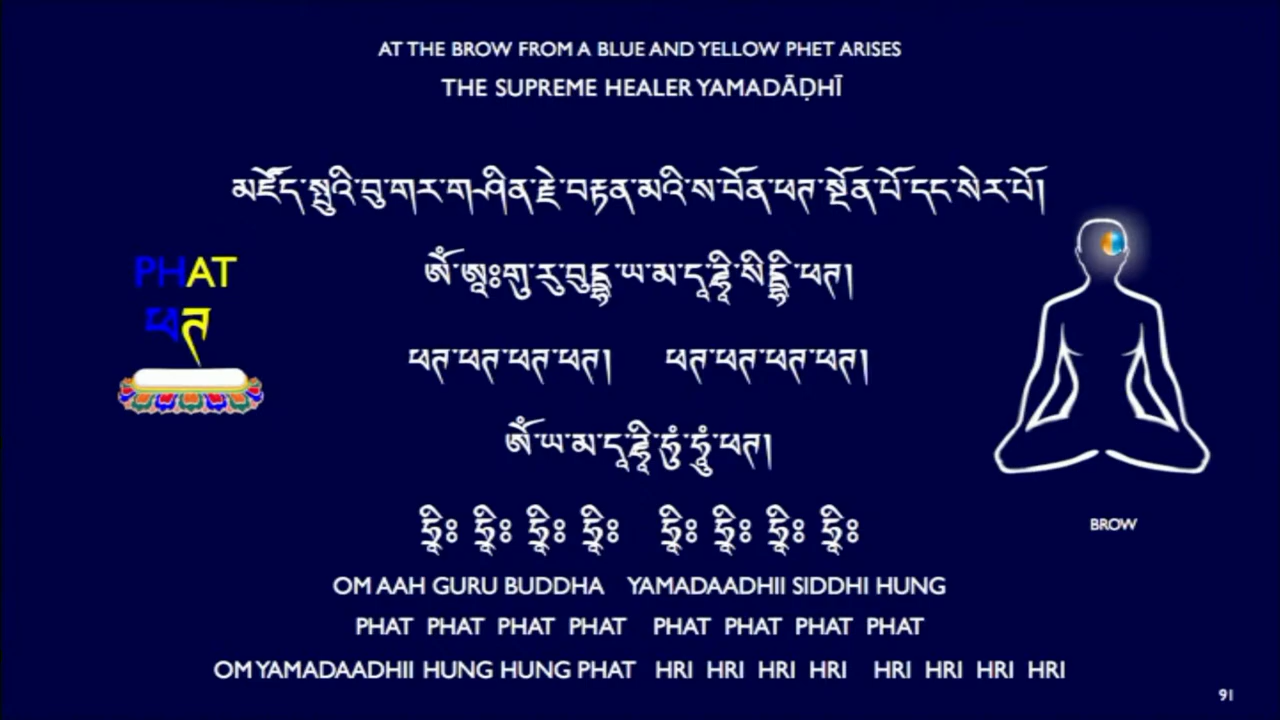 AT THE BROW FROM A BLUE AND YELLOW PHET ARISES
THE SUPREME HEALER YAMADĀḌHĪ
མཛོད་སྤུའི་བུ་གར་གཤིན་རྗེ་བརྟན་མའི་ས་བོན་ཕཊ་སྔོན་པོ་དང་སེར་པོ།
PHAT
ཕཊ
ཨོཾ་ཨཱཿགུ་རུ་བུདྡྷ་ཡ་མ་དཱ་ཌྷཱི་སིདྡྷི་ཕཊ།
ཕཊ་ཕཊ་ཕཊ་ཕཊ། ཕཊ་ཕཊ་ཕཊ་ཕཊ།
ཨོཾ་ཡ་མ་དཱ་ཌྷཱི་ཧུཾ་ཧཱུཾ་ཕཊ།
ཧྲཱིཿ ཧྲཱིཿ ཧྲཱིཿ ཧྲཱིཿ ཧྲཱིཿ ཧྲཱིཿ ཧྲཱིཿ ཧྲཱིཿ
BROW
OM AAH GURU BUDDHA YAMADAADHII SIDDHI HUNG
PHAT PHAT PHAT PHAT PHAT PHAT PHAT PHAT
OM YAMADAADHII HUNG HUNG PHAT HRI HRI HRI HRI HRI HRI HRI HRI
91